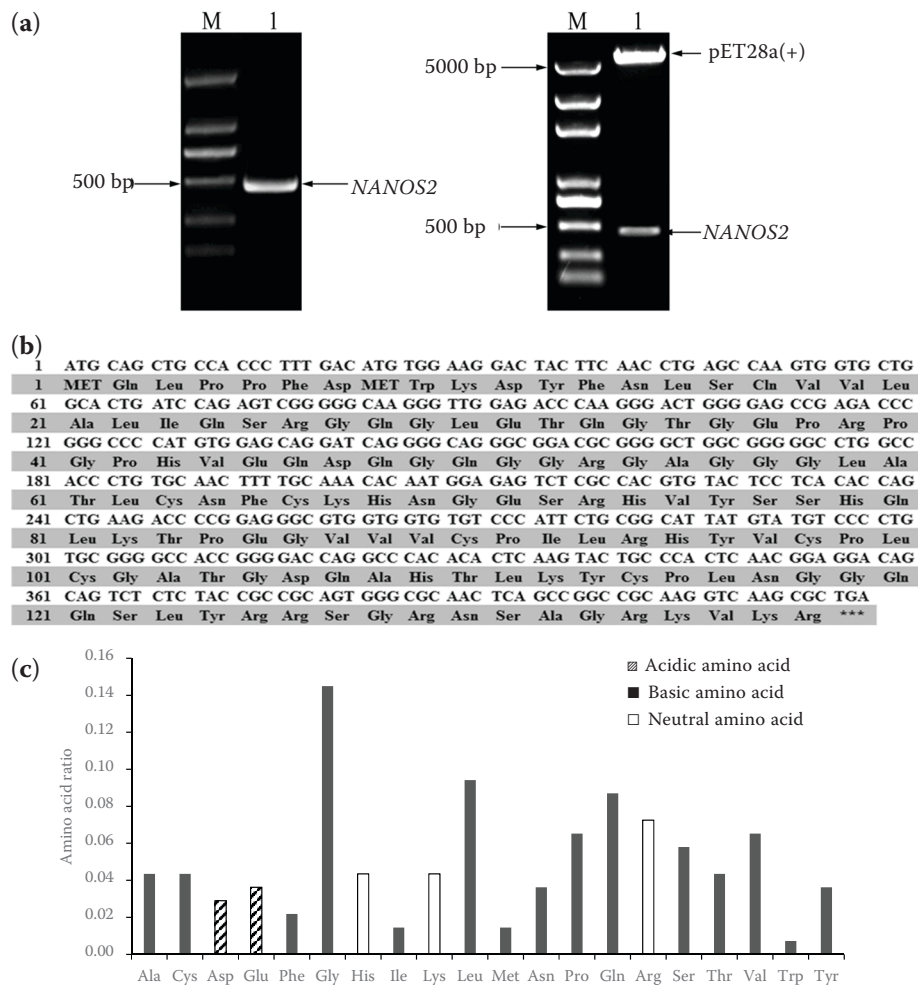 (a)
M 1
500 bp
NANOS2
M 1
5000 bp
pET28a(+)
500 bp
NANOS2
(b)
1 ATG CAG CTG CCA CCC TTT GAC ATG TGG AAG GAC TAC TTC AAC CTG AGC CAA GTG GTG CTG
1 MET Gln Leu Pro Pro Phe Asp MET Trp Lys Asp Tyr Phe Asn Leu Ser Cln Val Val Leu
61 GCA CTG ATC CAG AGT CGG GGG CAA GGG TTG GAG ACC CAA GGG ACT GGG GAG CCG AGA CCC
21 Ala Leu Ile Gln Ser Arg Gly Gln Gly Leu Glu Thr Gln Gly Thr Gly Glu Pro Arg Pro
121 GGG CCC CAT GTG GAG CAG GAT CAG GGG CAG GGC GGA CGC GGG GCT GGC GGG GGC CTG GCC
41 Gly Pro His Val Glu Gln Asp Gln Gly Gln Gly Gly Arg Gly Ala Gly Gly Gly Leu Ala
181 ACC CTG TGC AAC TTT TGC AAA CAC AAT GGA GAG TCT CGC CAC GTG TAC TCC TCA CAC CAG
61 Thr Leu Cys Asn Phe Cys Lys His Asn Gly Glu Ser Arg His Val Tyr Ser Ser His Gln
241 CTG AAG ACC CCG GAG GGC GTG GTG GTG TGT CCC ATT CTG CGG CAT TAT GTA TGT CCC CTG
81 Leu Lys Thr Pro Glu Gly Val Val Val Cys Pro Ile Leu Arg His Tyr Val Cys Pro Leu
301 TGC GGG GCC ACC GGG GAC CAG GCC CAC ACA CTC AAG TAC TGC CCA CTC AAC GGA GGA CAG
101 Cys Gly Ala Thr Gly Asp Gln Ala His Thr Leu Lys Tyr Cys Pro Leu Asn Gly Gly Gln
361 CAG TCT CTC TAC CGC CGC AGT GGG CGC AAC TCA GCC GGC CGC AAG GTC AAG CGC TGA
121 Gln Ser Leu Tyr Arg Arg Ser Gly Arg Asn Ser Ala Gly Arg Lys Val Lys Arg ***
(c)
0.16
0.14
0.12
0.10
0.08
0.06
0.04
0.02
0.00
Amino acid ratio
Acidic amino acid
Basic amino acid
Neutral amino acid
Ala Cys Asp Glu Phe Gly His Ile Lys Leu Met Asn Pro Gln Arg Ser Thr Val Trp Tyr